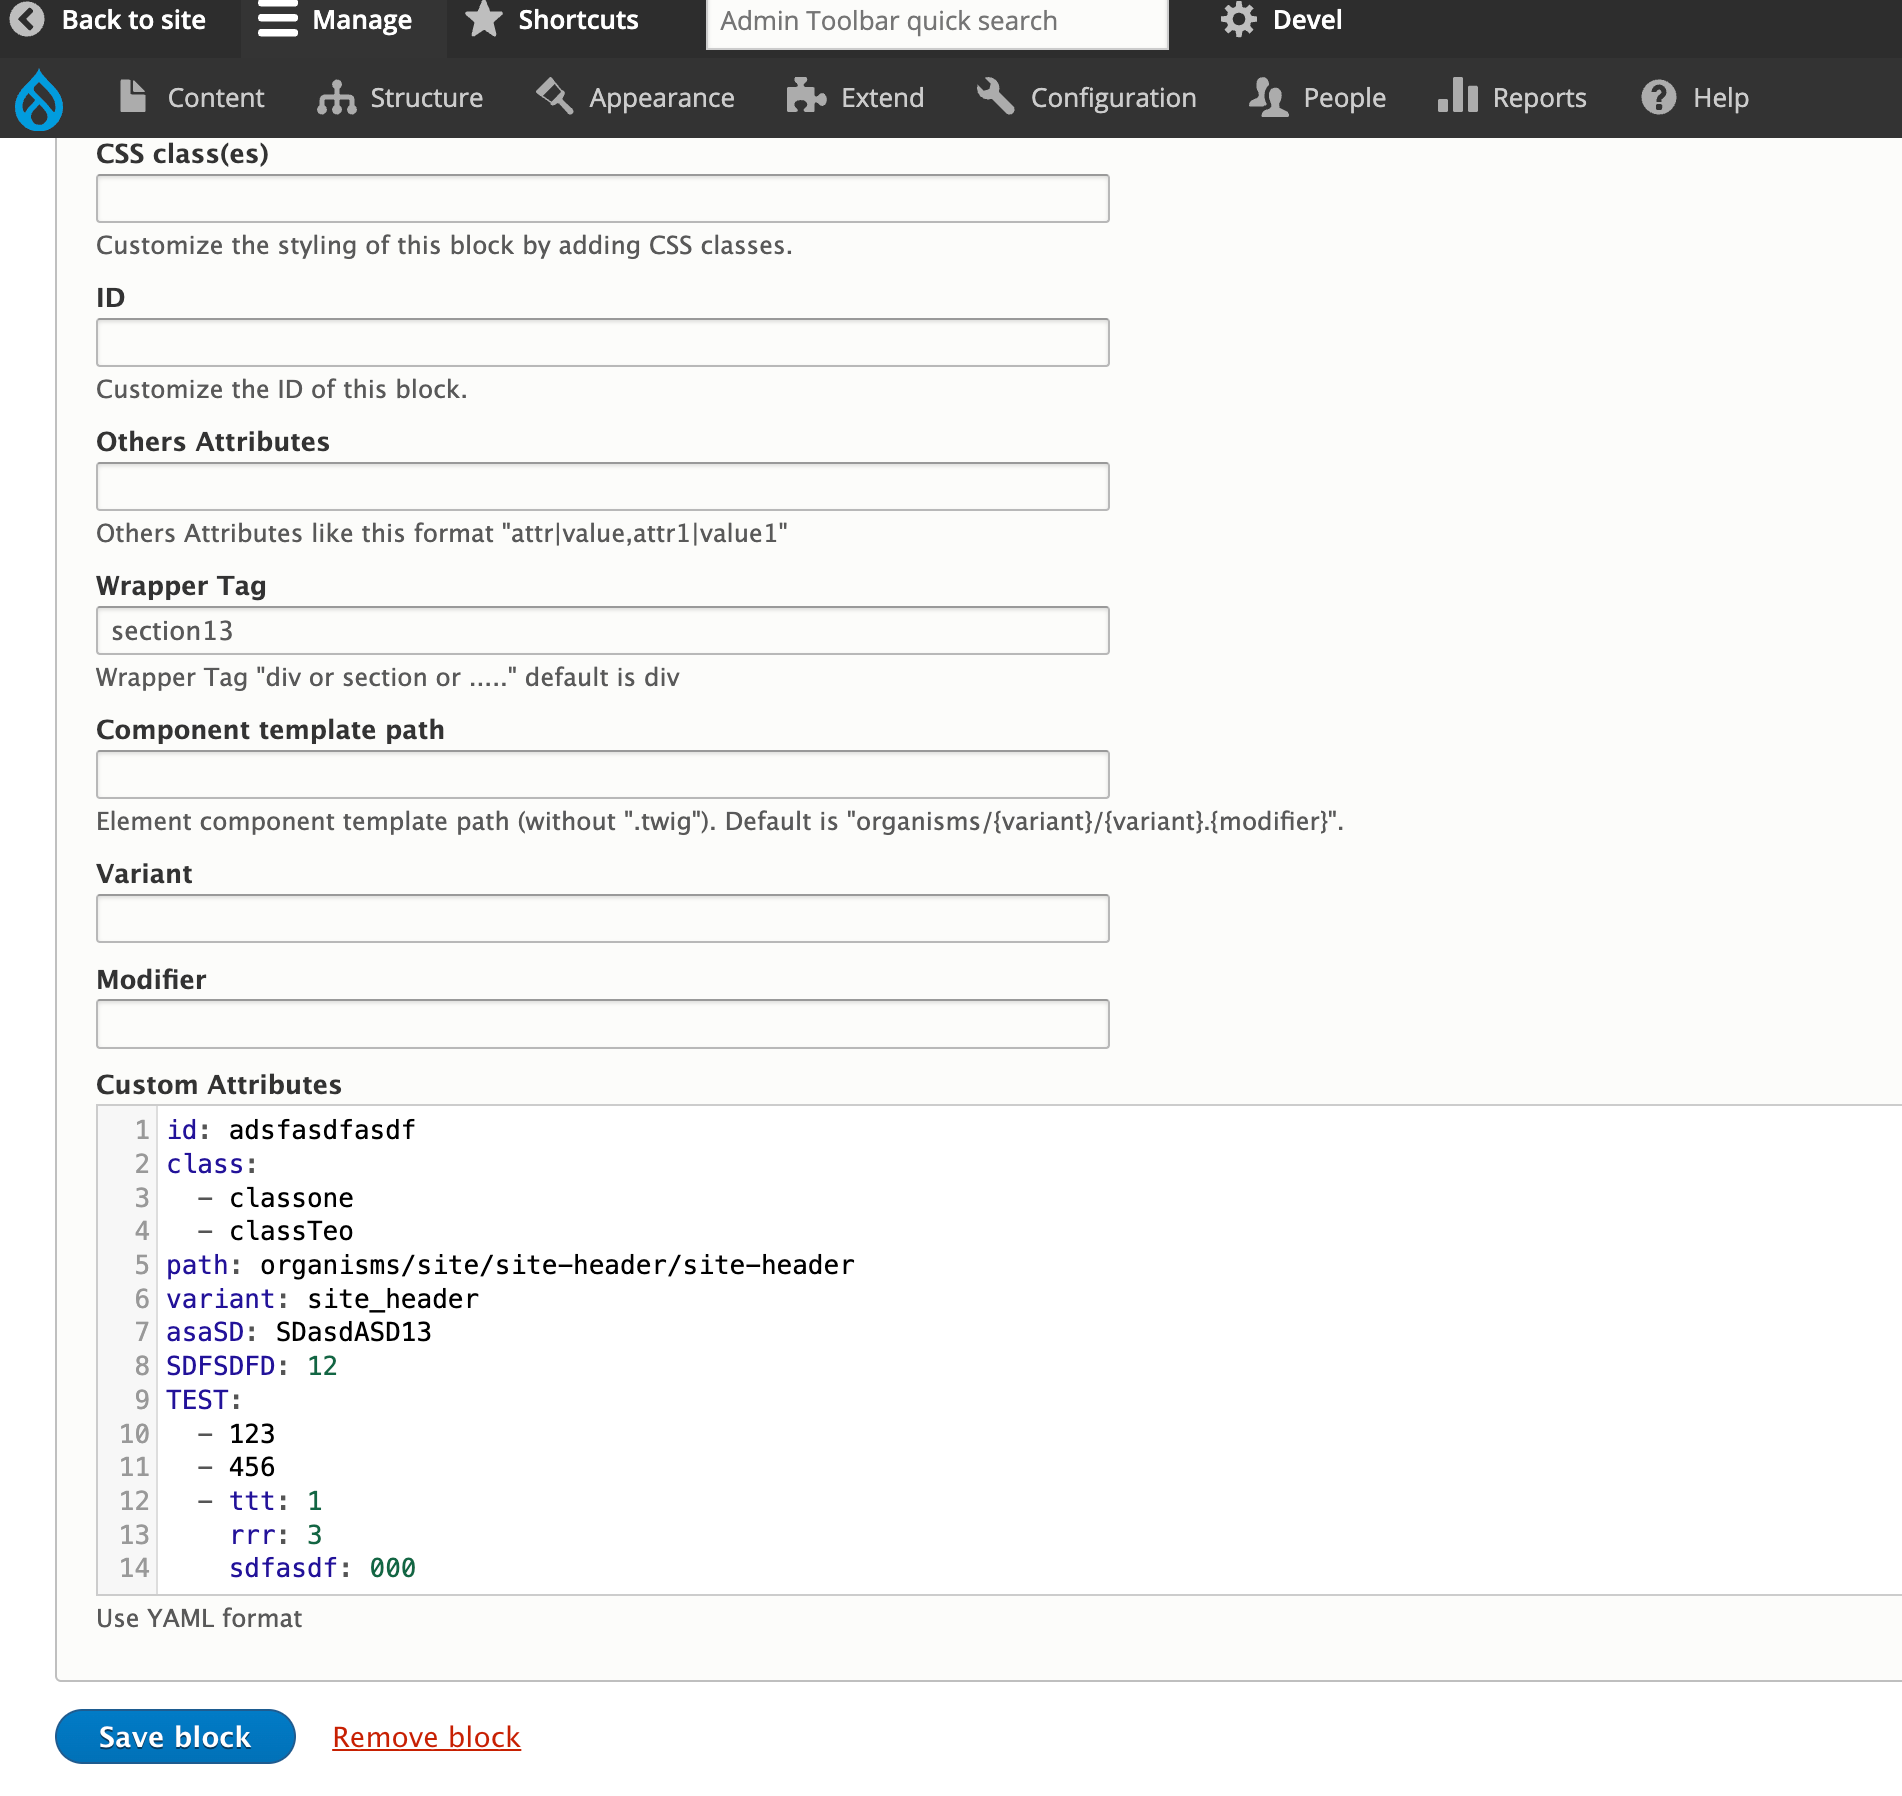 Back to site Manage Shortcuts Admin Toolbar quick search Devel
Content Structure Appearance Extend Configuration People Reports Help
CSS class(es)
Customize the styling of this block by adding CSS classes.
ID
Customize the ID of this block.
Others Attributes
Others Attributes like this format "attr|value,attr1|value1"
Wrapper Tag
section13
Wrapper Tag "div or section or ....." default is div
Component template path
Element component template path (without ".twig"). Default is "organisms/{variant}/{variant}.{modifier}".
Variant
Modifier
Custom Attributes
1 id: adsfasdfasdf
2 class:
3   - classone
4   - classTeo
5 path: organisms/site/site-header/site-header
6 variant: site_header
7 asaSD: SDasdASD13
8 SDFSDFD: 12
9 TEST:
10   - 123
11   - 456
12   - ttt: 1
13     rrr: 3
14     sdfasdf: 000
Use YAML format
Save block Remove block